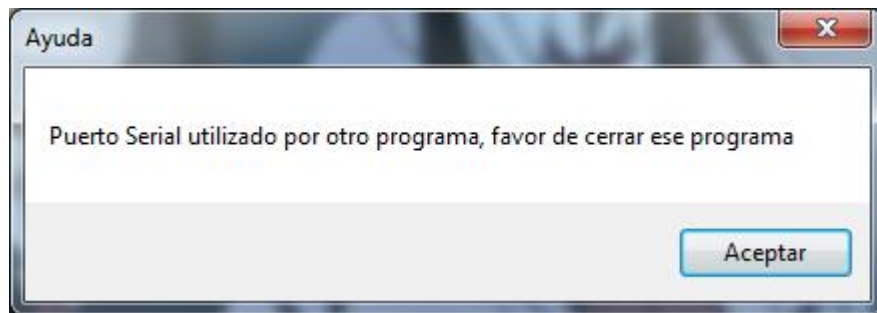 Ayuda
Puerto Serial utilizado por otro programa, favor de cerrar ese programa
Aceptar